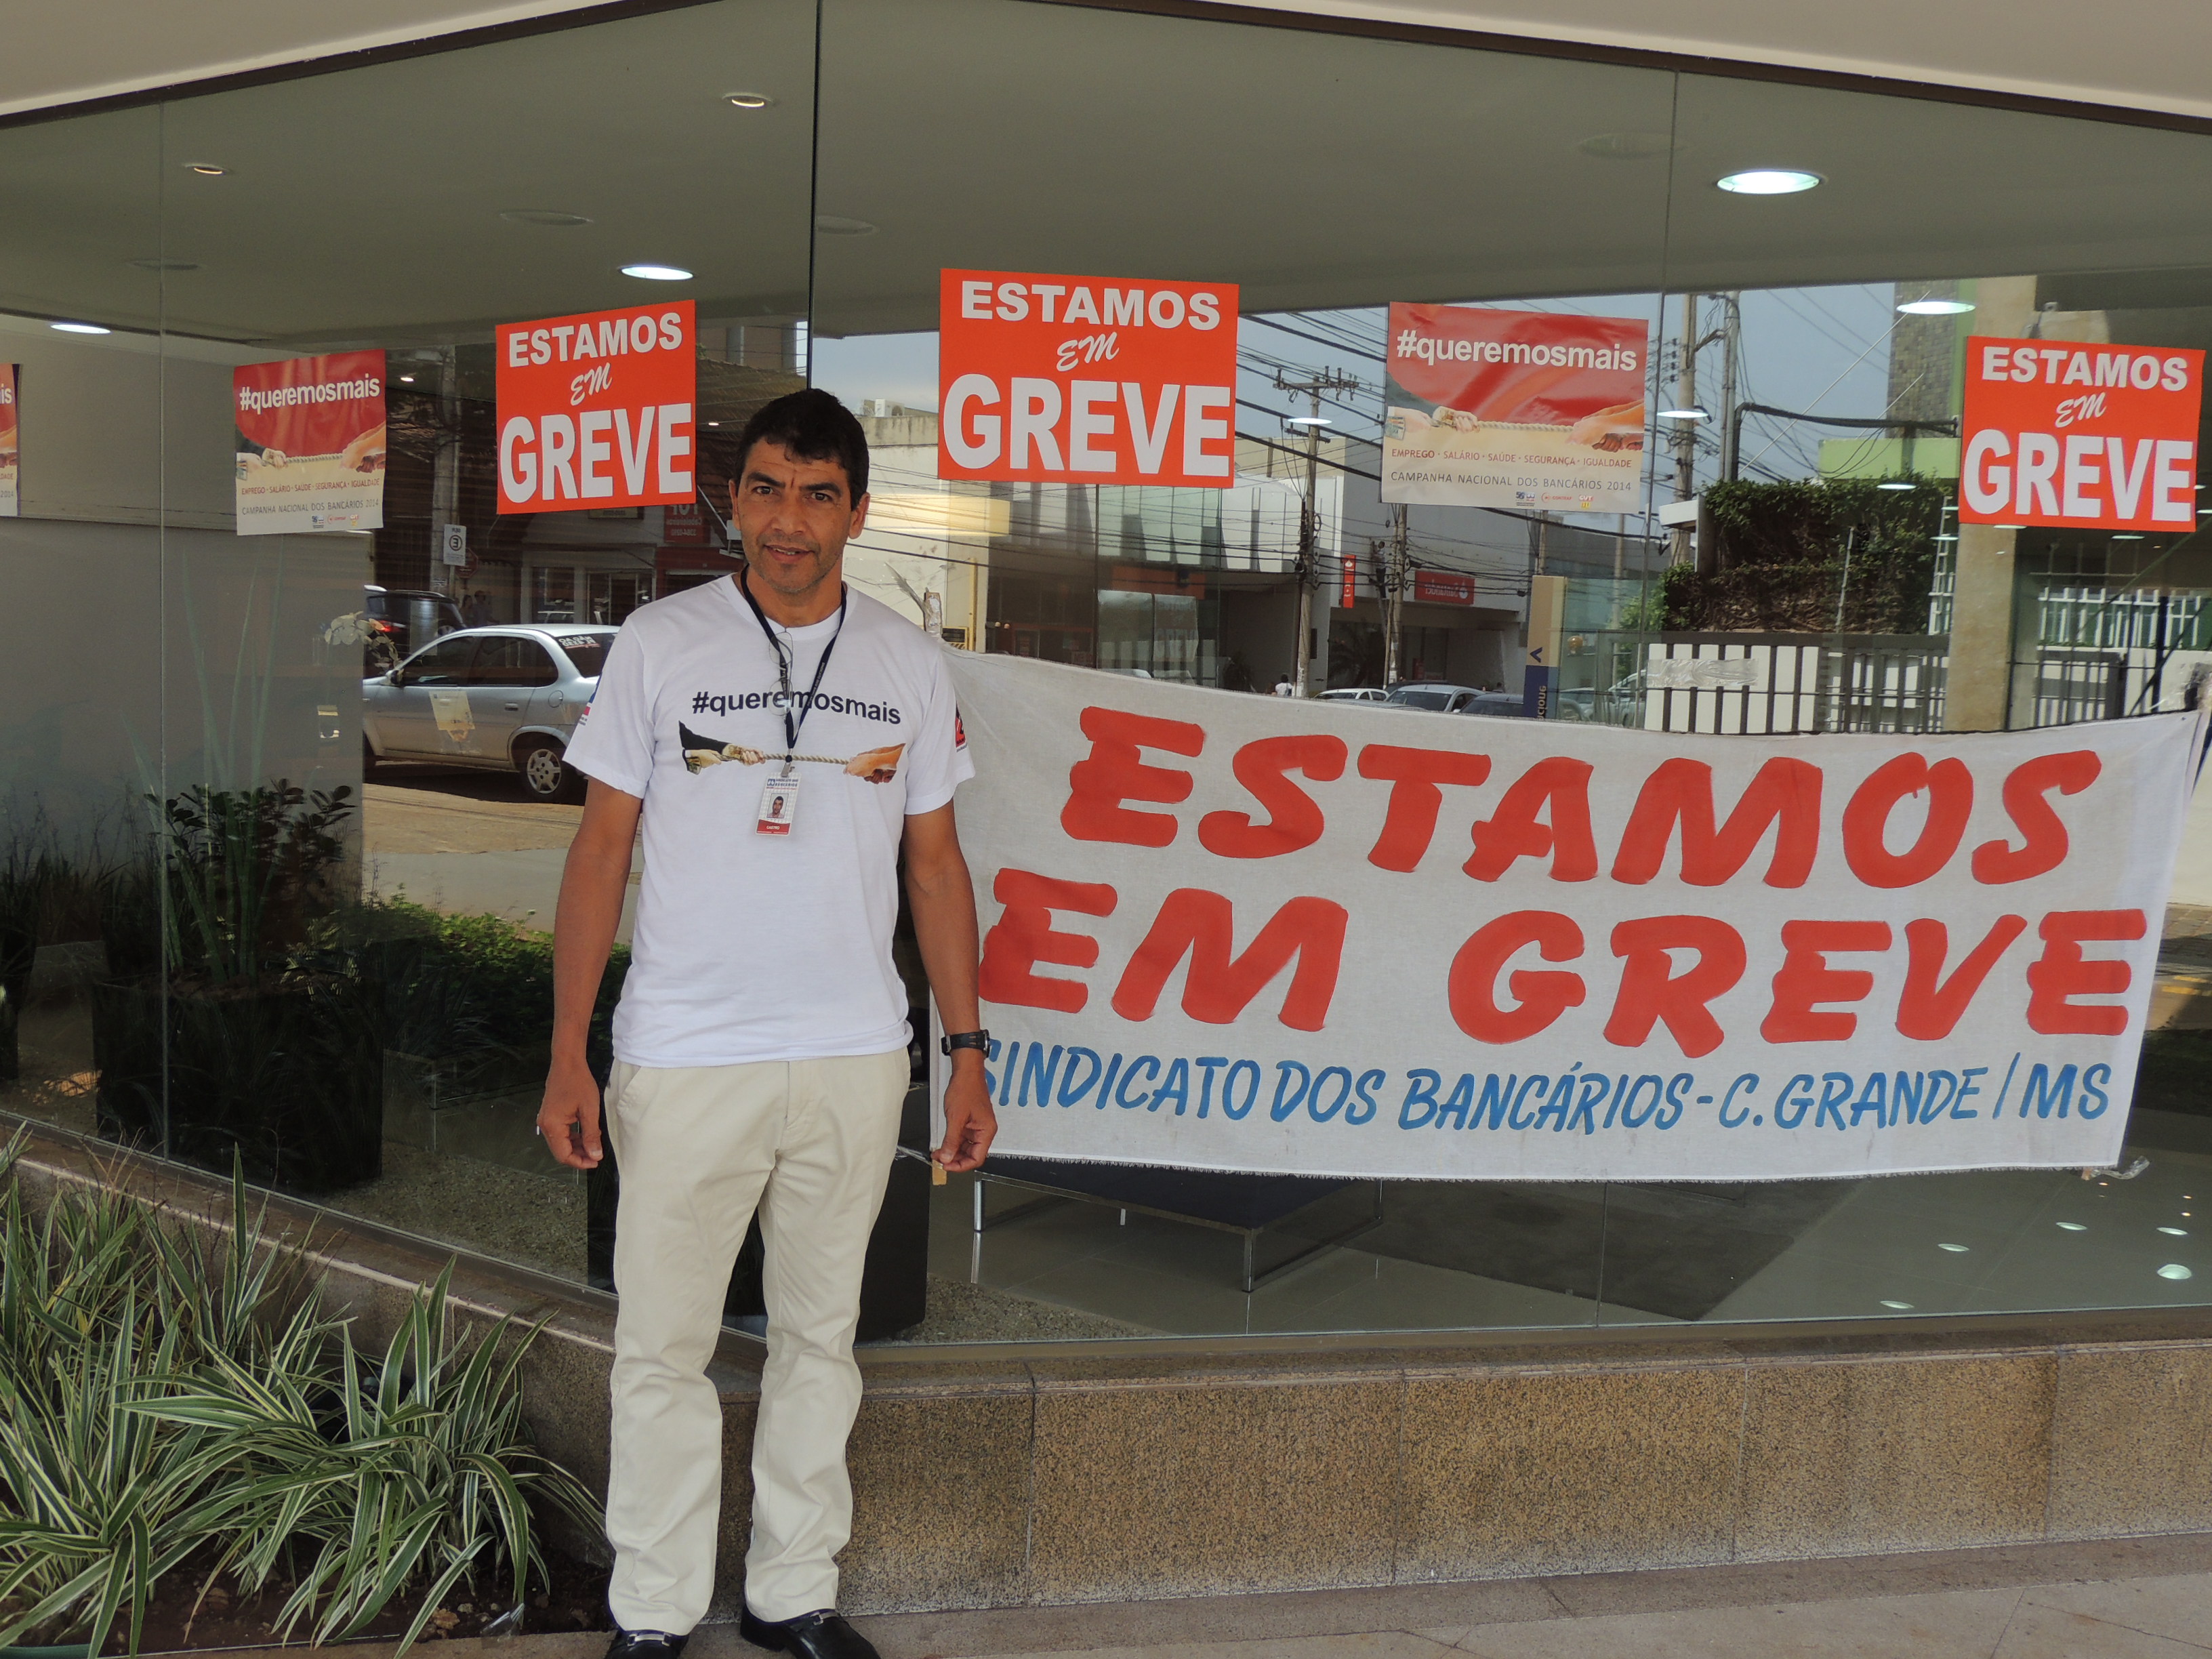 is
#queremosmais
EMPREGO · SALÁRIO · SAÚDE · SEGURANÇA · IGUALDADE
CAMPANHA NACIONAL DOS BANCÁRIOS 2014
ESTAMOS
EM
GREVE
ESTAMOS
EM
GREVE
#queremosmais
EMPREGO · SALÁRIO · SAÚDE · SEGURANÇA · IGUALDADE
CAMPANHA NACIONAL DOS BANCÁRIOS 2014
ESTAMOS
EM
GREVE
#queremosmais
ESTAMOS
EM GREVE
SINDICATO DOS BANCÁRIOS - C. GRANDE / MS